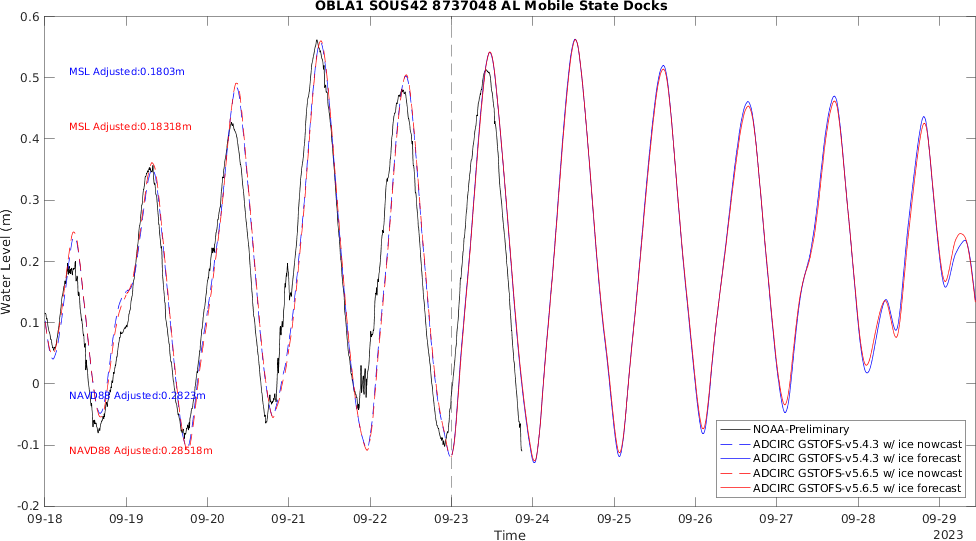 OBLA1 SOUS42 8737048 AL Mobile State Docks
0.6
0.5
0.4
0.3
0.2
0.1
0
-0.1
-0.2
Water Level (m)
MSL Adjusted:0.1803m
MSL Adjusted:0.18318m
NAVD88 Adjusted:0.2823m
NAVD88 Adjusted:0.28518m
NOAA-Preliminary
ADCIRC GSTOFS-v5.4.3 w/ ice nowcast
ADCIRC GSTOFS-v5.4.3 w/ ice forecast
ADCIRC GSTOFS-v5.6.5 w/ ice nowcast
ADCIRC GSTOFS-v5.6.5 w/ ice forecast
09-18 09-19 09-20 09-21 09-22 09-23 09-24 09-25 09-26 09-27 09-28 09-29
Time
2023